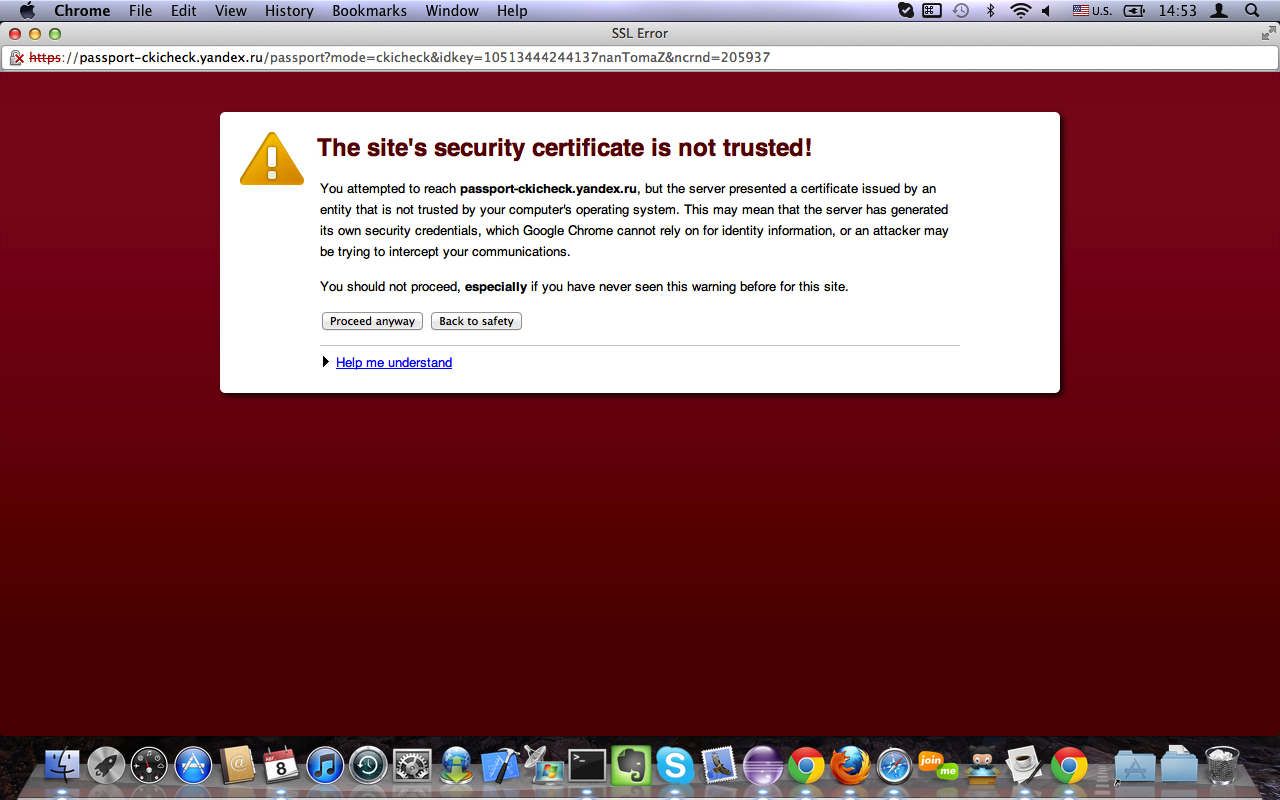 Chrome File Edit View History Bookmarks Window Help U.S. 14:53
SSL Error
https://passport-ckicheck.yandex.ru/passport?mode=ckicheck&idkey=10513444244137nanTomaZ&ncrnd=205937
The site's security certificate is not trusted!
You attempted to reach passport-ckicheck.yandex.ru, but the server presented a certificate issued by an
entity that is not trusted by your computer's operating system. This may mean that the server has generated
its own security credentials, which Google Chrome cannot rely on for identity information, or an attacker may
be trying to intercept your communications.
You should not proceed, especially if you have never seen this warning before for this site.
Proceed anyway Back to safety
Help me understand
8
join
me